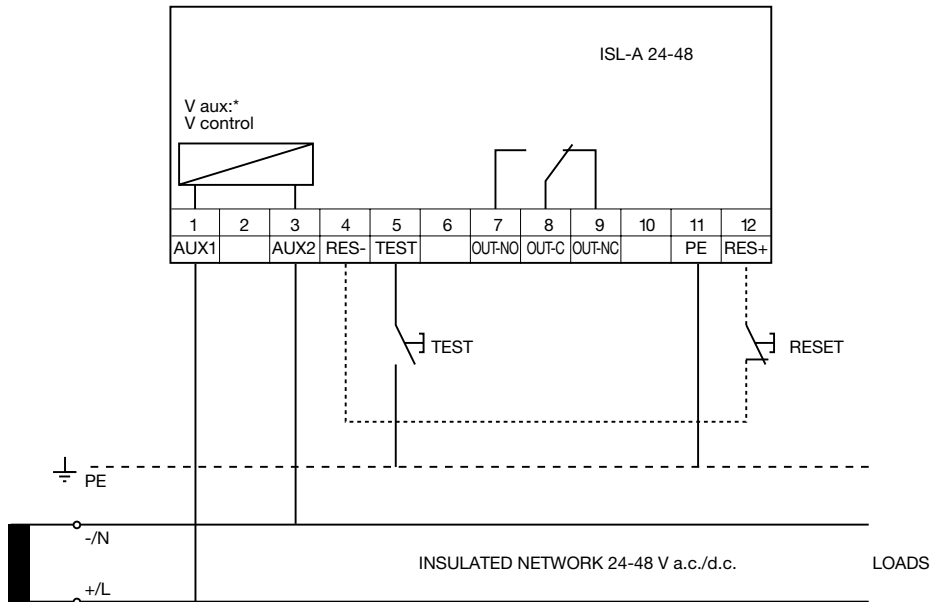 ISL-A 24-48
V aux:*
V control
1 2 3 4 5 6 7 8 9 10 11 12
AUX1 AUX2 RES- TEST OUT-NO OUT-C OUT-NC PE RES+
TEST
RESET
PE
-/N
INSULATED NETWORK 24-48 V a.c./d.c.
LOADS
+/L